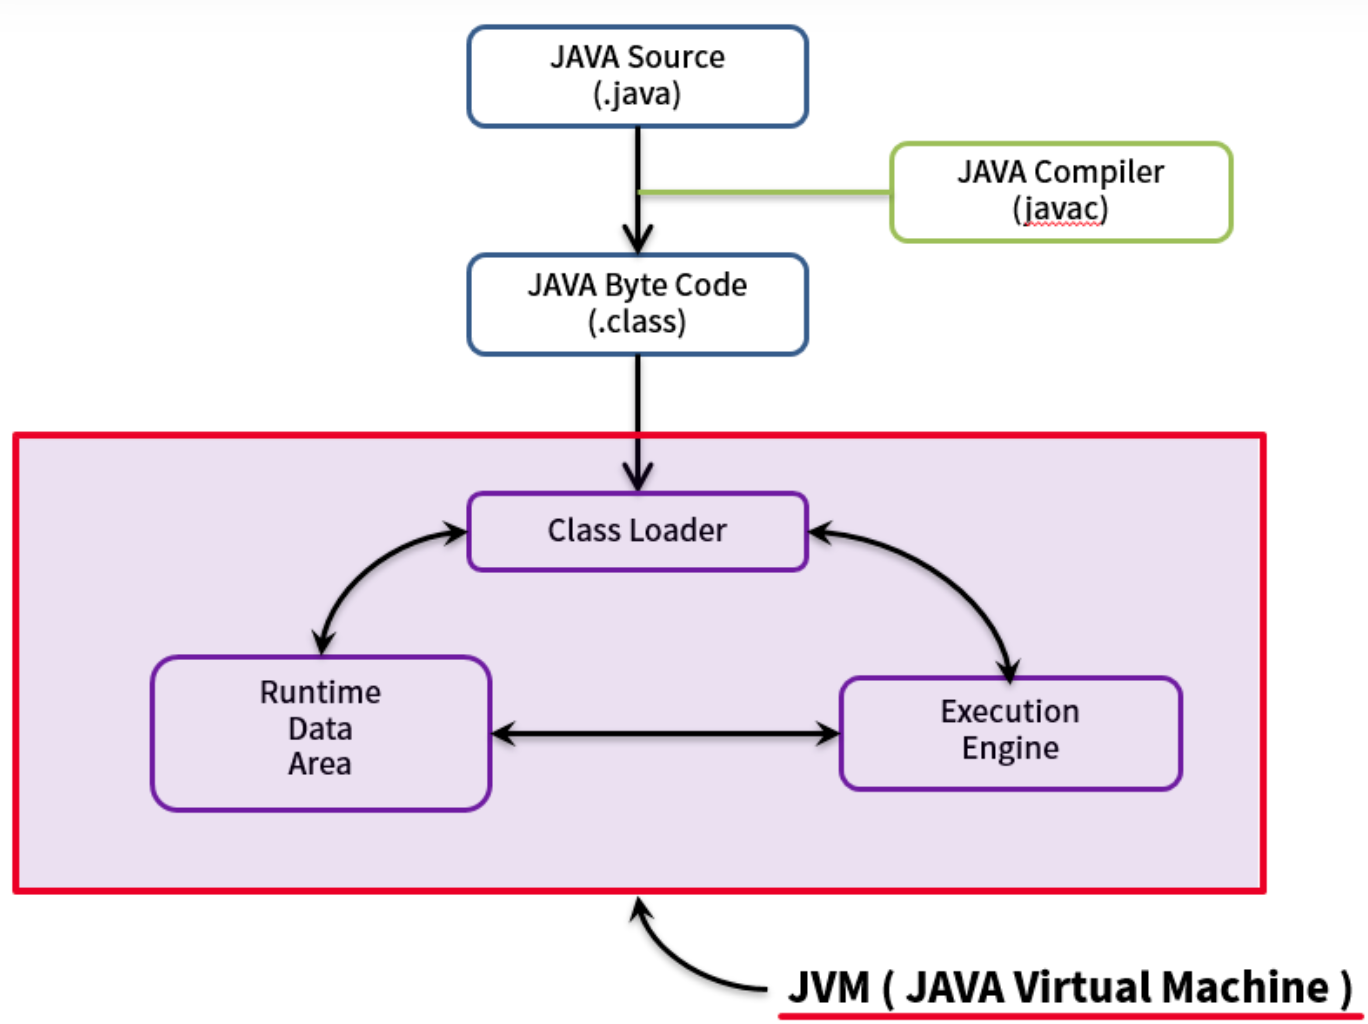 JAVA Source
(.java)
JAVA Compiler
(javac)
JAVA Byte Code
(.class)
Class Loader
Runtime
Data
Area
Execution
Engine
JVM ( JAVA Virtual Machine )